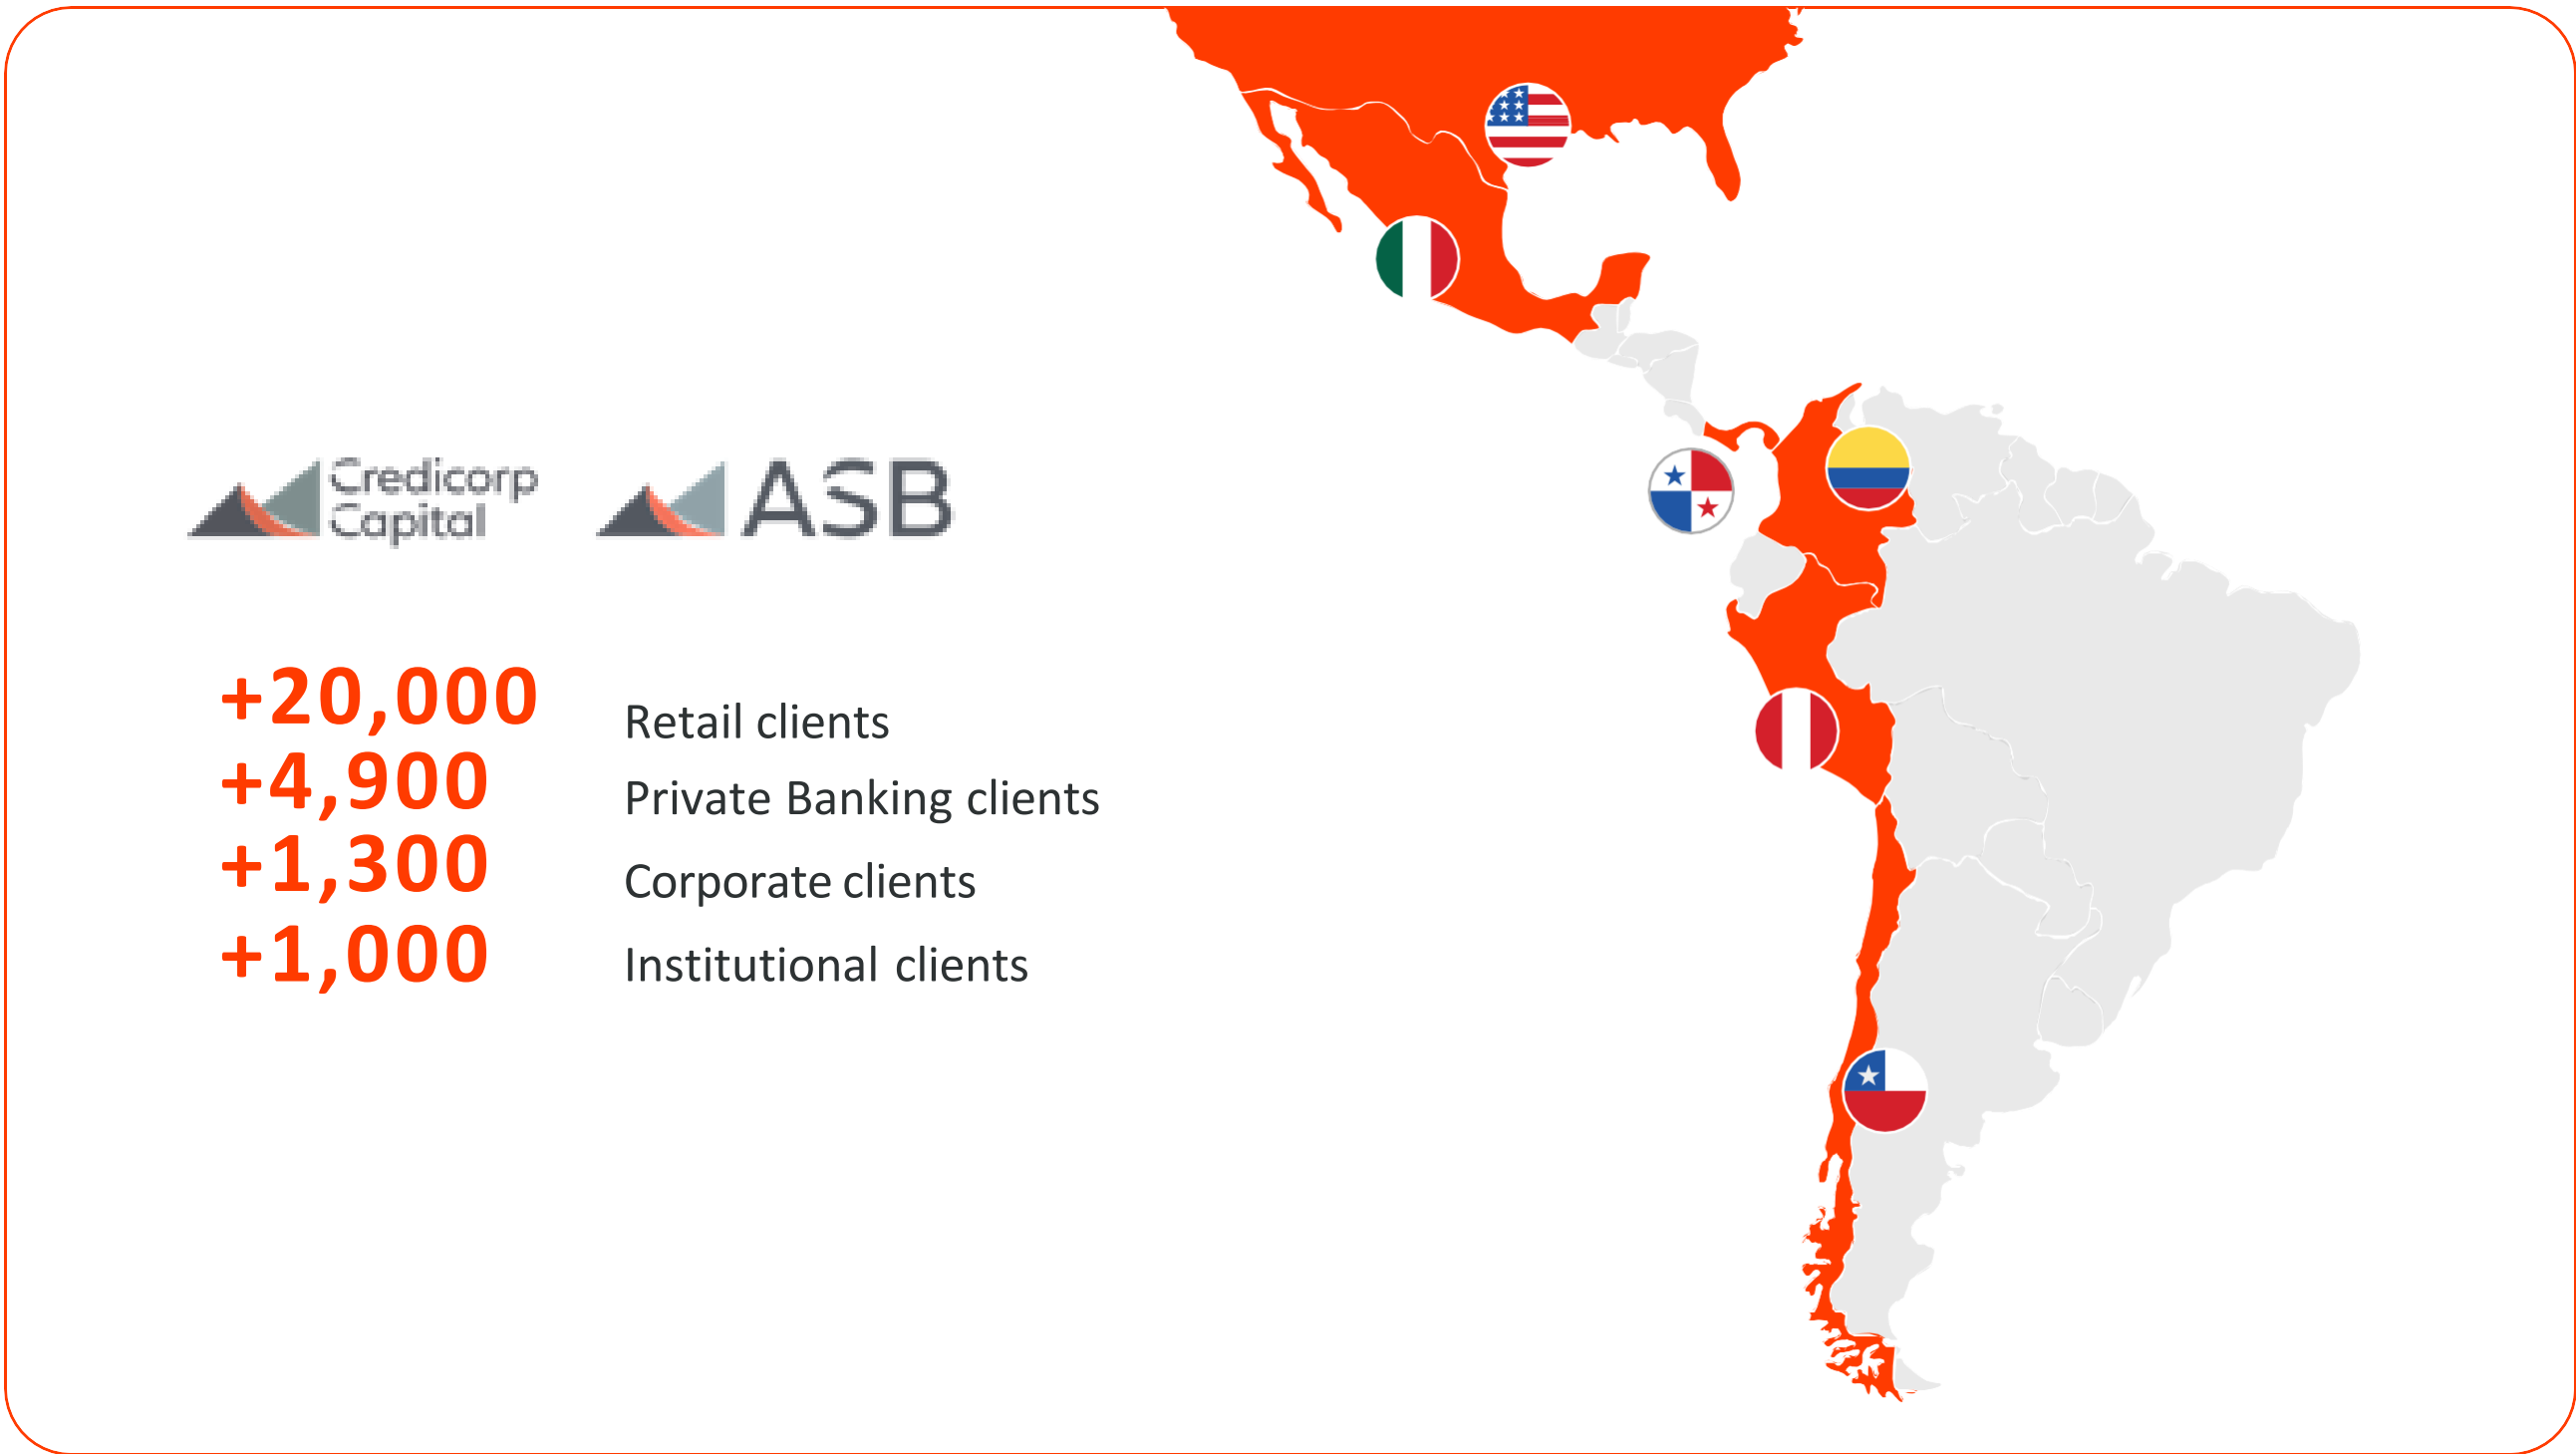 Credicorp
Capital
ASB
+20,000 Retail clients
+4,900 Private Banking clients
+1,300 Corporate clients
+1,000 Institutional clients